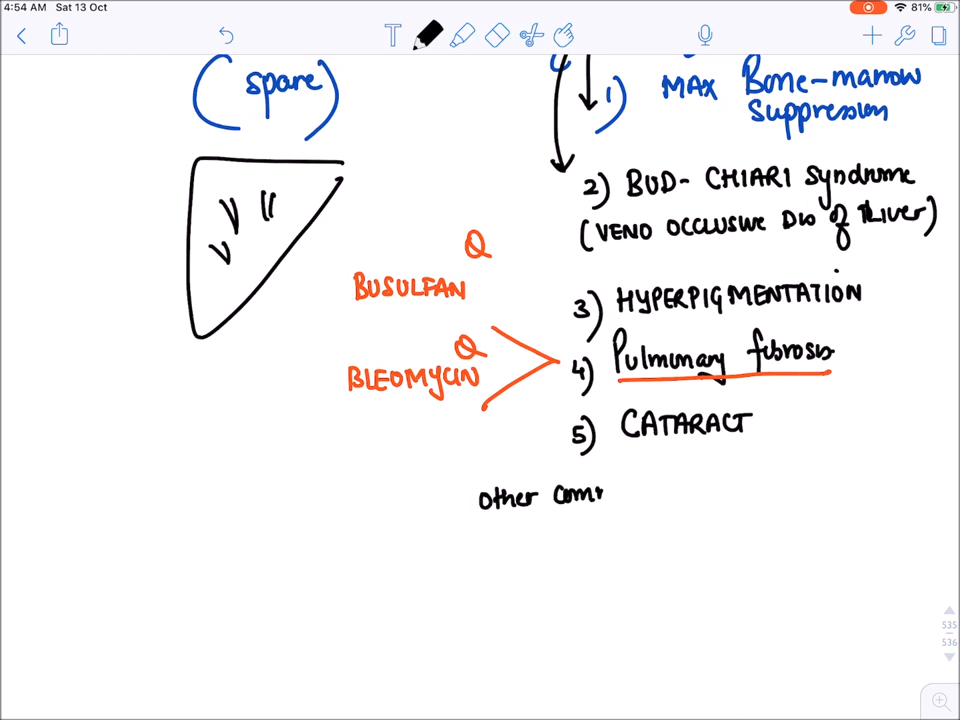 4:54 AM Sat 13 Oct
81%
( spare )
1) MAX Bone-marrow
suppression
2) BUD- CHIARI Syndrome
(VENO OCCLUSIVE D/o of Liver)
Q
BUSULFAN
3) HYPERPIGMENTATION
Q
BLEOMYCIN
4) Pulmonary fibrosis
5) CATARACT
other com
535
536